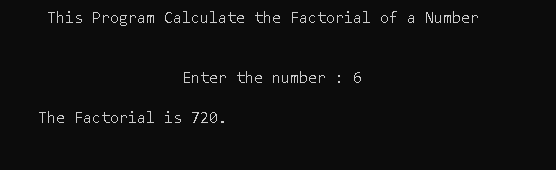 This Program Calculate the Factorial of a Number
Enter the number : 6
The Factorial is 720.